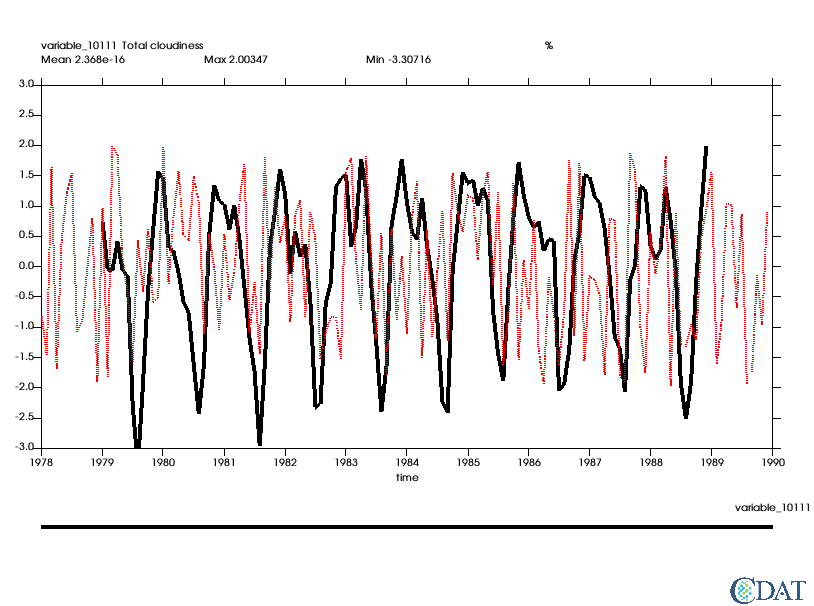 variable_10111 Total cloudiness %
Mean 2.368e-16 Max 2.00347 Min -3.30716
3.0
2.5
2.0
1.5
1.0
0.5
0.0
-0.5
-1.0
-1.5
-2.0
-2.5
-3.0
1978 1979 1980 1981 1982 1983 1984 1985 1986 1987 1988 1989 1990
time
variable_10111
CDAT